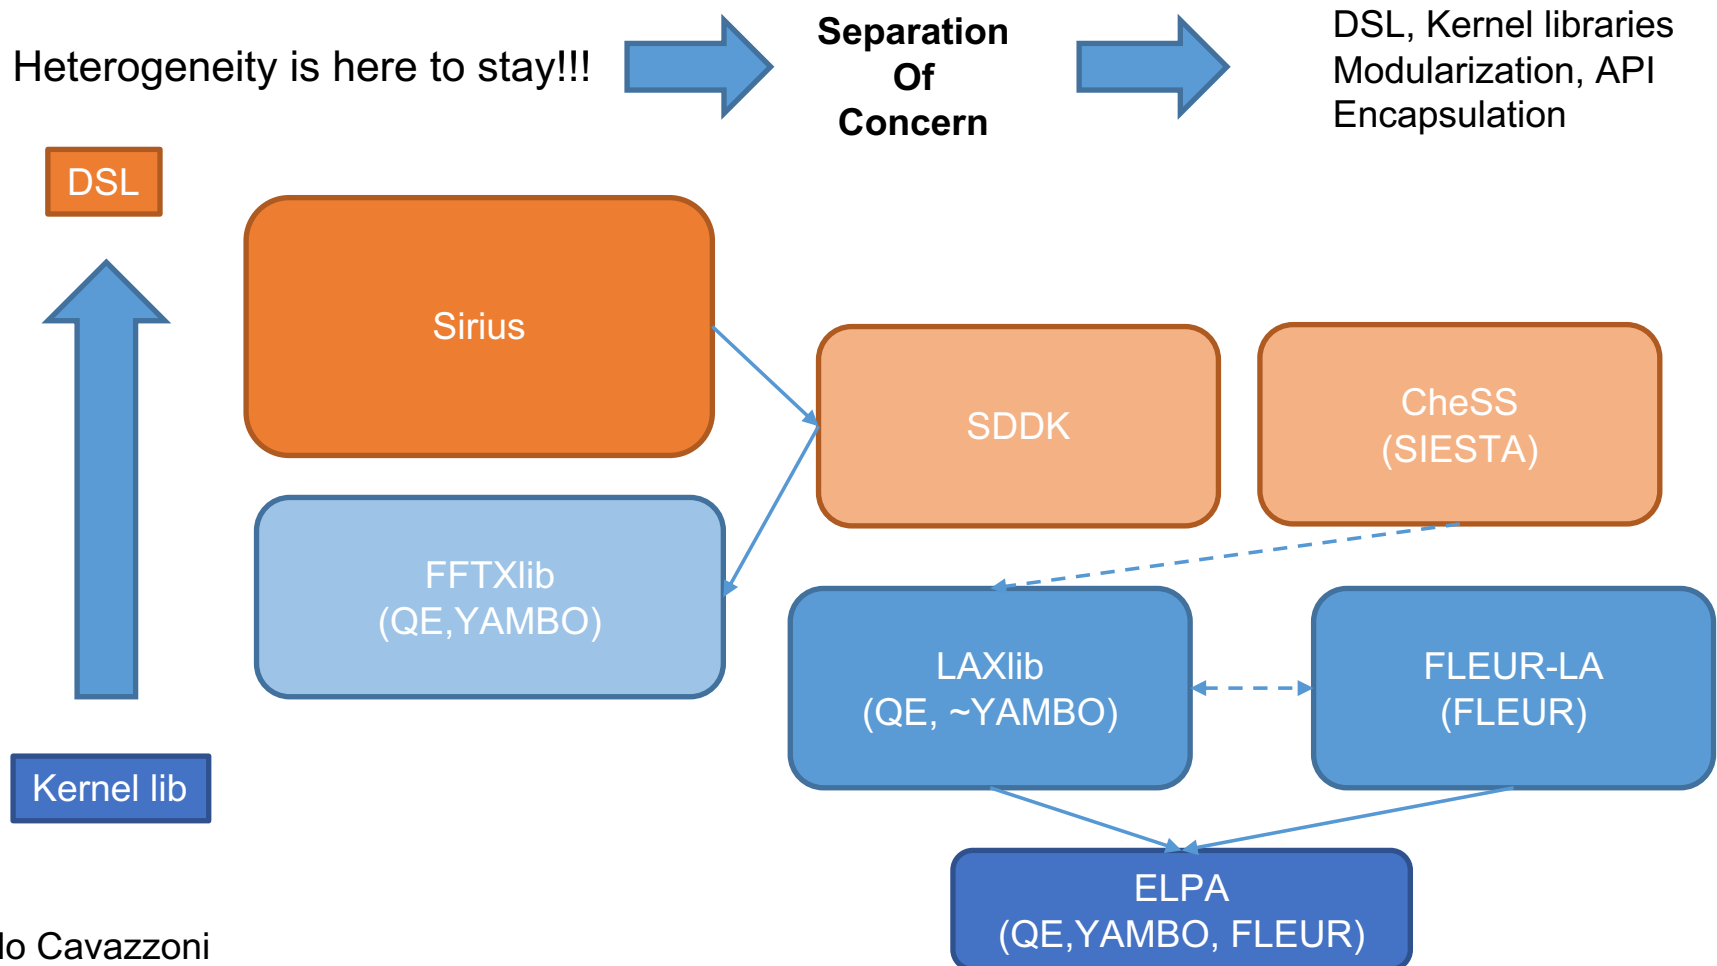 Heterogeneity is here to stay!!!
Separation
Of
Concern
DSL, Kernel libraries
Modularization, API
Encapsulation
DSL
Sirius
SDDK
CheSS
(SIESTA)
FFTXlib
(QE,YAMBO)
LAXlib
(QE, ~YAMBO)
FLEUR-LA
(FLEUR)
Kernel lib
ELPA
(QE,YAMBO, FLEUR)
Cavazzoni